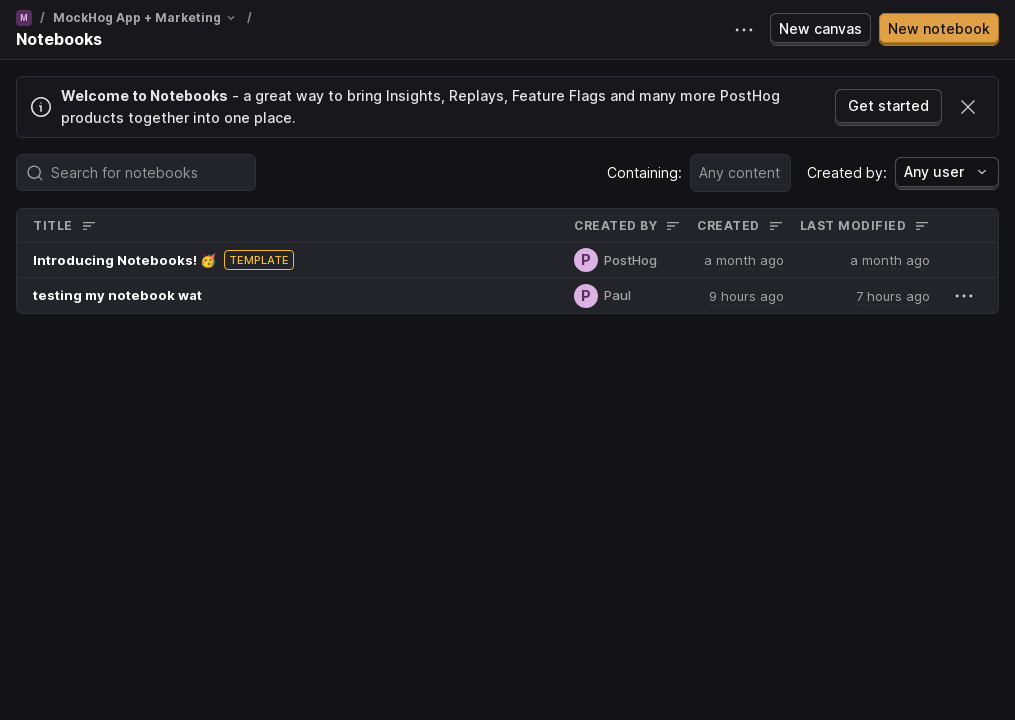 M / MockHog App + Marketing /
Notebooks
New canvas
New notebook
Welcome to Notebooks - a great way to bring Insights, Replays, Feature Flags and many more PostHog
products together into one place.
Get started
Search for notebooks
Containing: Any content
Created by: Any user
TITLE CREATED BY CREATED LAST MODIFIED
Introducing Notebooks! 🥳 TEMPLATE P PostHog a month ago a month ago
testing my notebook wat P Paul 9 hours ago 7 hours ago